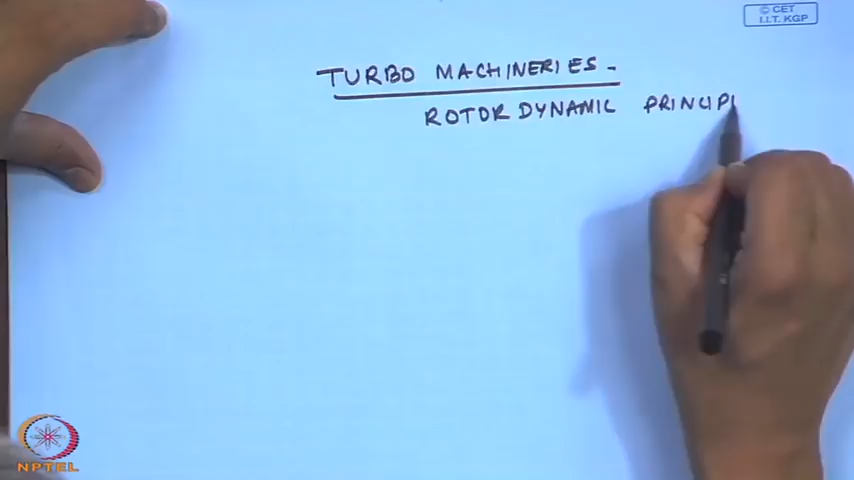 © CET
I.I.T. KGP
TURBO MACHINERIES -
ROTOR DYNAMIC PRINCIPI
NPTEL